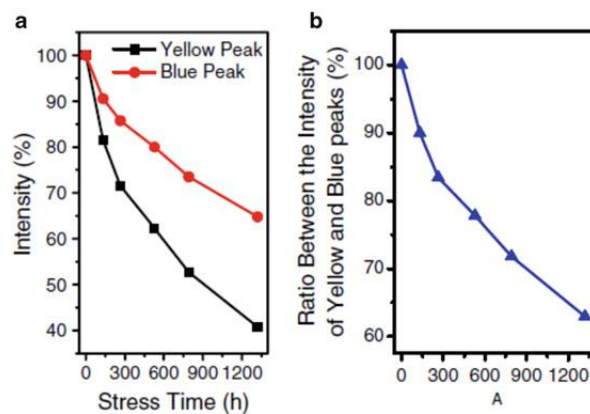 a
Intensity (%)
100
90
80
70
60
50
40
Yellow Peak
Blue Peak
0 300 600 900 1200
Stress Time (h)
b
Ratio Between the Intensity
of Yellow and Blue peaks (%)
100
90
80
70
60
0 300 600 900 1200
A